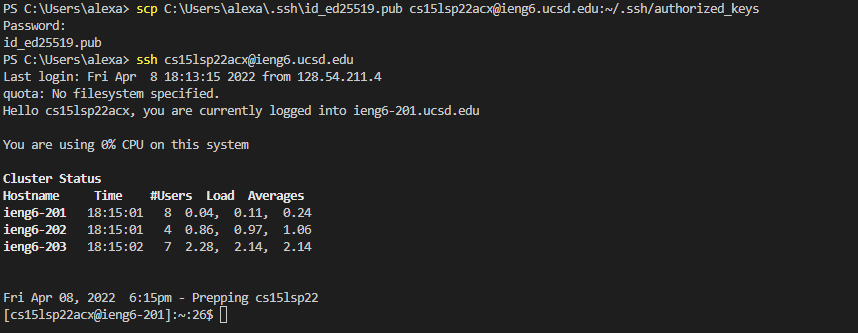 PS C:\Users\alexa> scp C:\Users\alexa\.ssh\id_ed25519.pub cs15lsp22acx@ieng6.ucsd.edu:~/.ssh/authorized_keys
Password:
id_ed25519.pub
PS C:\Users\alexa> ssh cs15lsp22acx@ieng6.ucsd.edu
Last login: Fri Apr  8 18:13:15 2022 from 128.54.211.4
quota: No filesystem specified.
Hello cs15lsp22acx, you are currently logged into ieng6-201.ucsd.edu
You are using 0% CPU on this system
Cluster Status
Hostname     Time    #Users  Load  Averages
ieng6-201   18:15:01   8  0.04,  0.11,  0.24
ieng6-202   18:15:01   4  0.86,  0.97,  1.06
ieng6-203   18:15:02   7  2.28,  2.14,  2.14
Fri Apr 08, 2022  6:15pm - Prepping cs15lsp22
[cs15lsp22acx@ieng6-201]:~:26$